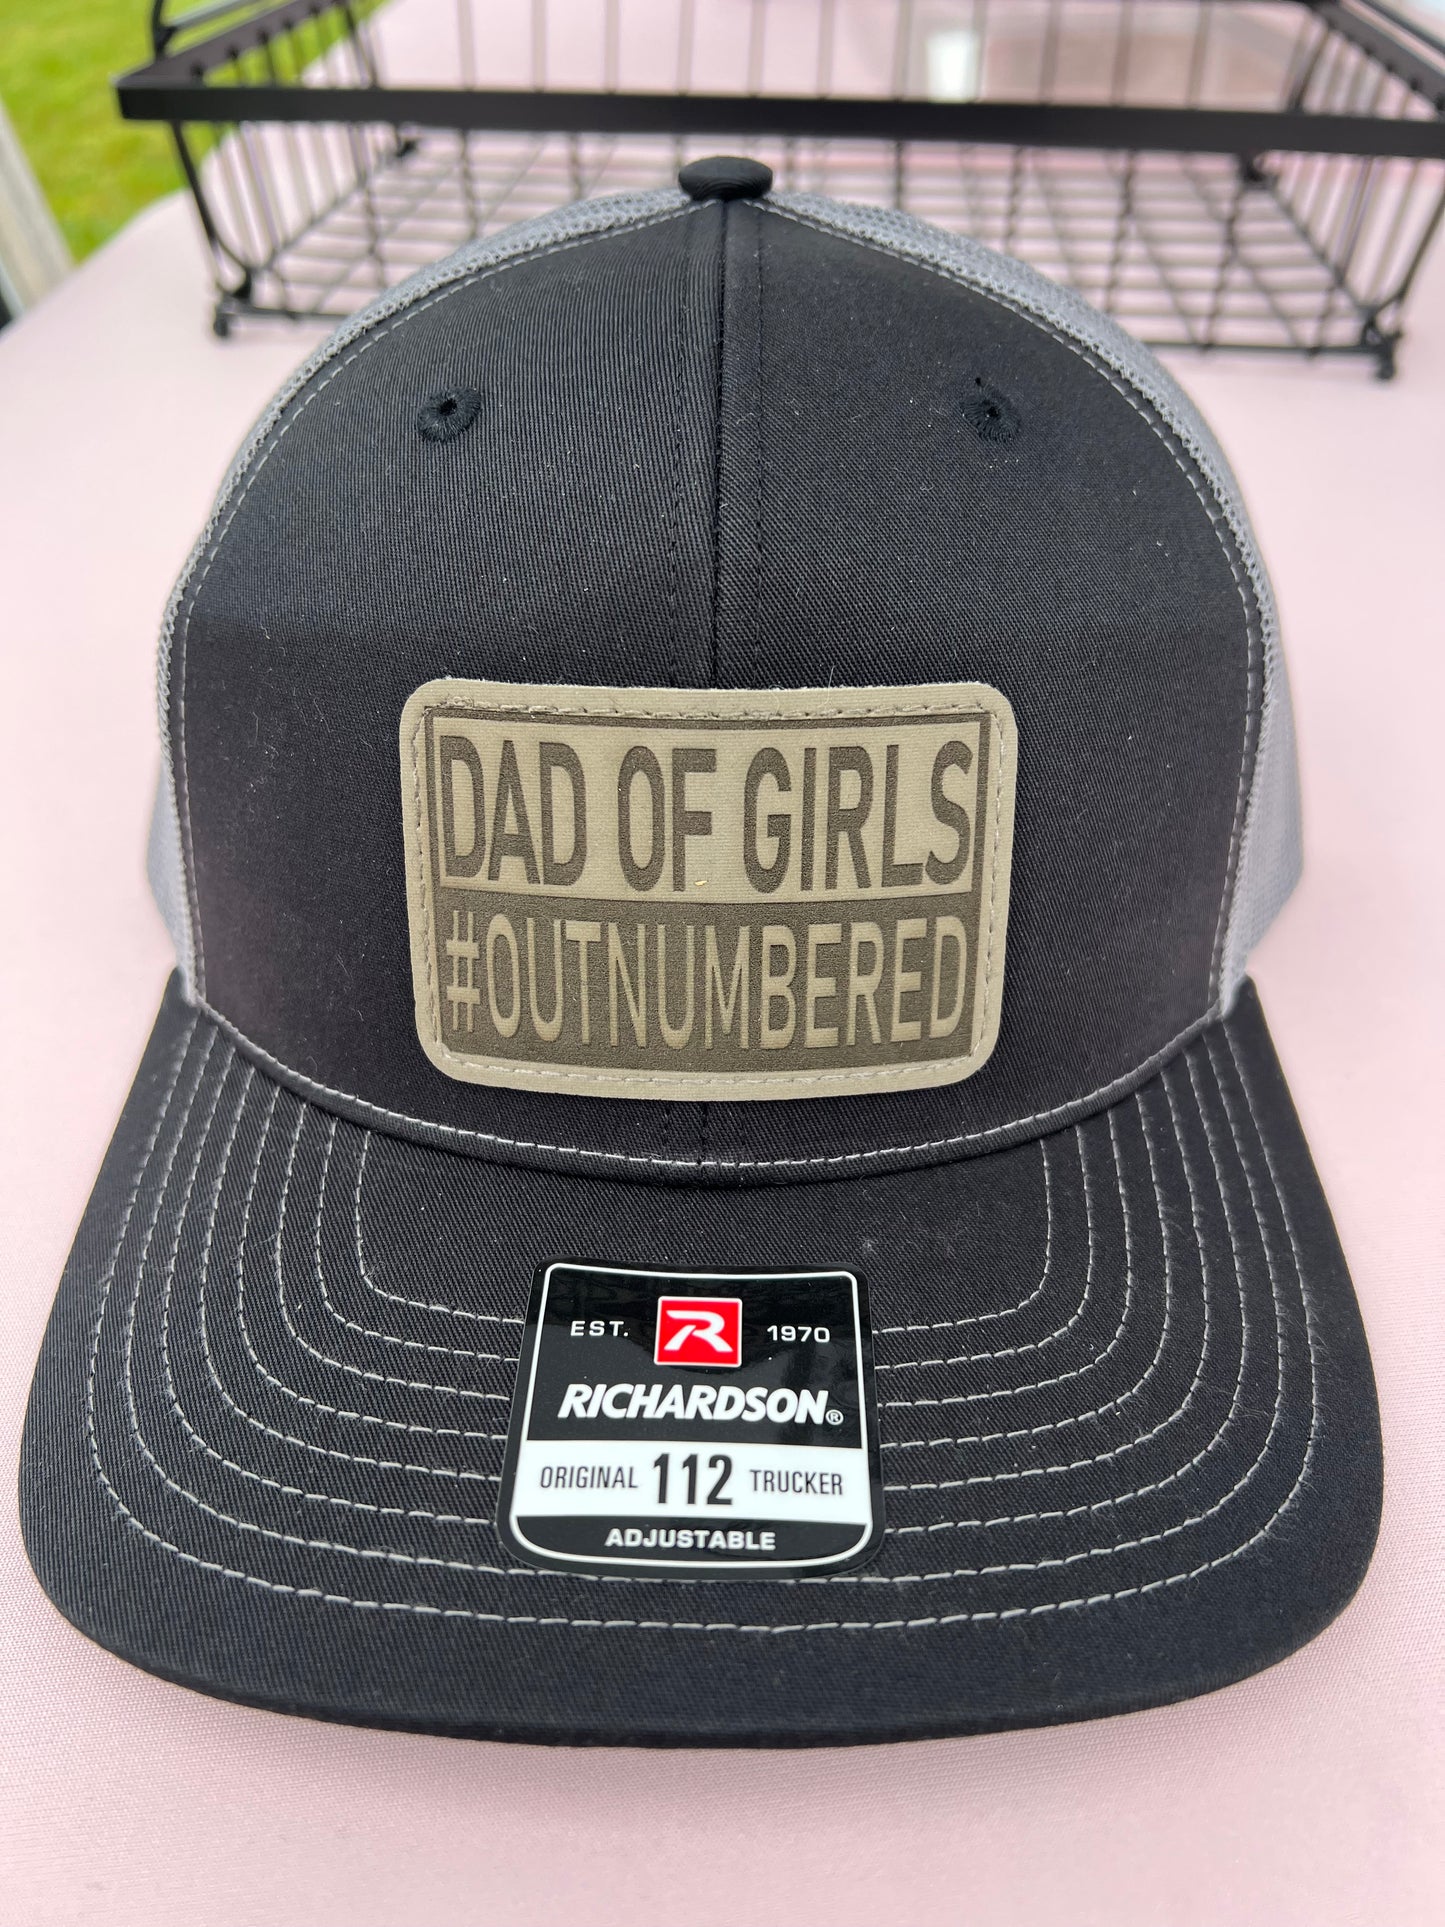 DAD OF GIRLS
#OUTNUMBERED
EST. R 1970
RICHARDSON®
ORIGINAL 112 TRUCKER
ADJUSTABLE